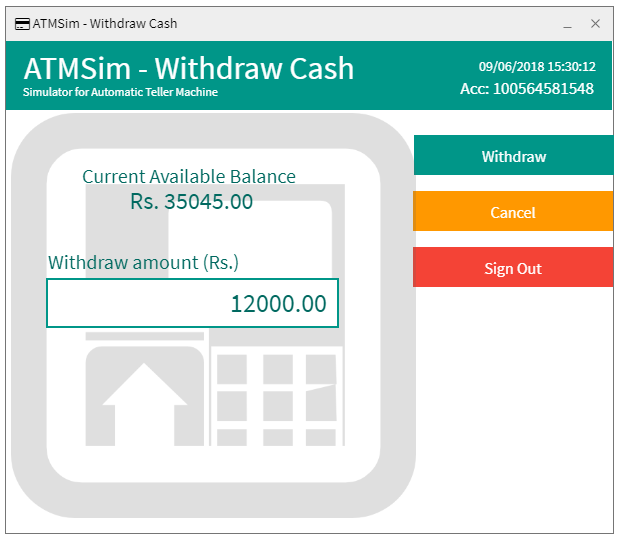 ATMSim - Withdraw Cash
ATMSim - Withdraw Cash
Simulator for Automatic Teller Machine
09/06/2018 15:30:12
Acc: 100564581548
Current Available Balance
Rs. 35045.00
Withdraw amount (Rs.)
12000.00
Withdraw
Cancel
Sign Out